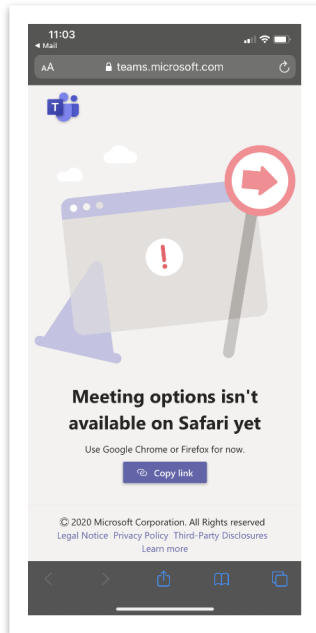 11:03
Mail
AA teams.microsoft.com
T
Meeting options isn't
available on Safari yet
Use Google Chrome or Firefox for now.
Copy link
© 2020 Microsoft Corporation. All Rights reserved
Legal Notice Privacy Policy Third-Party Disclosures
Learn more